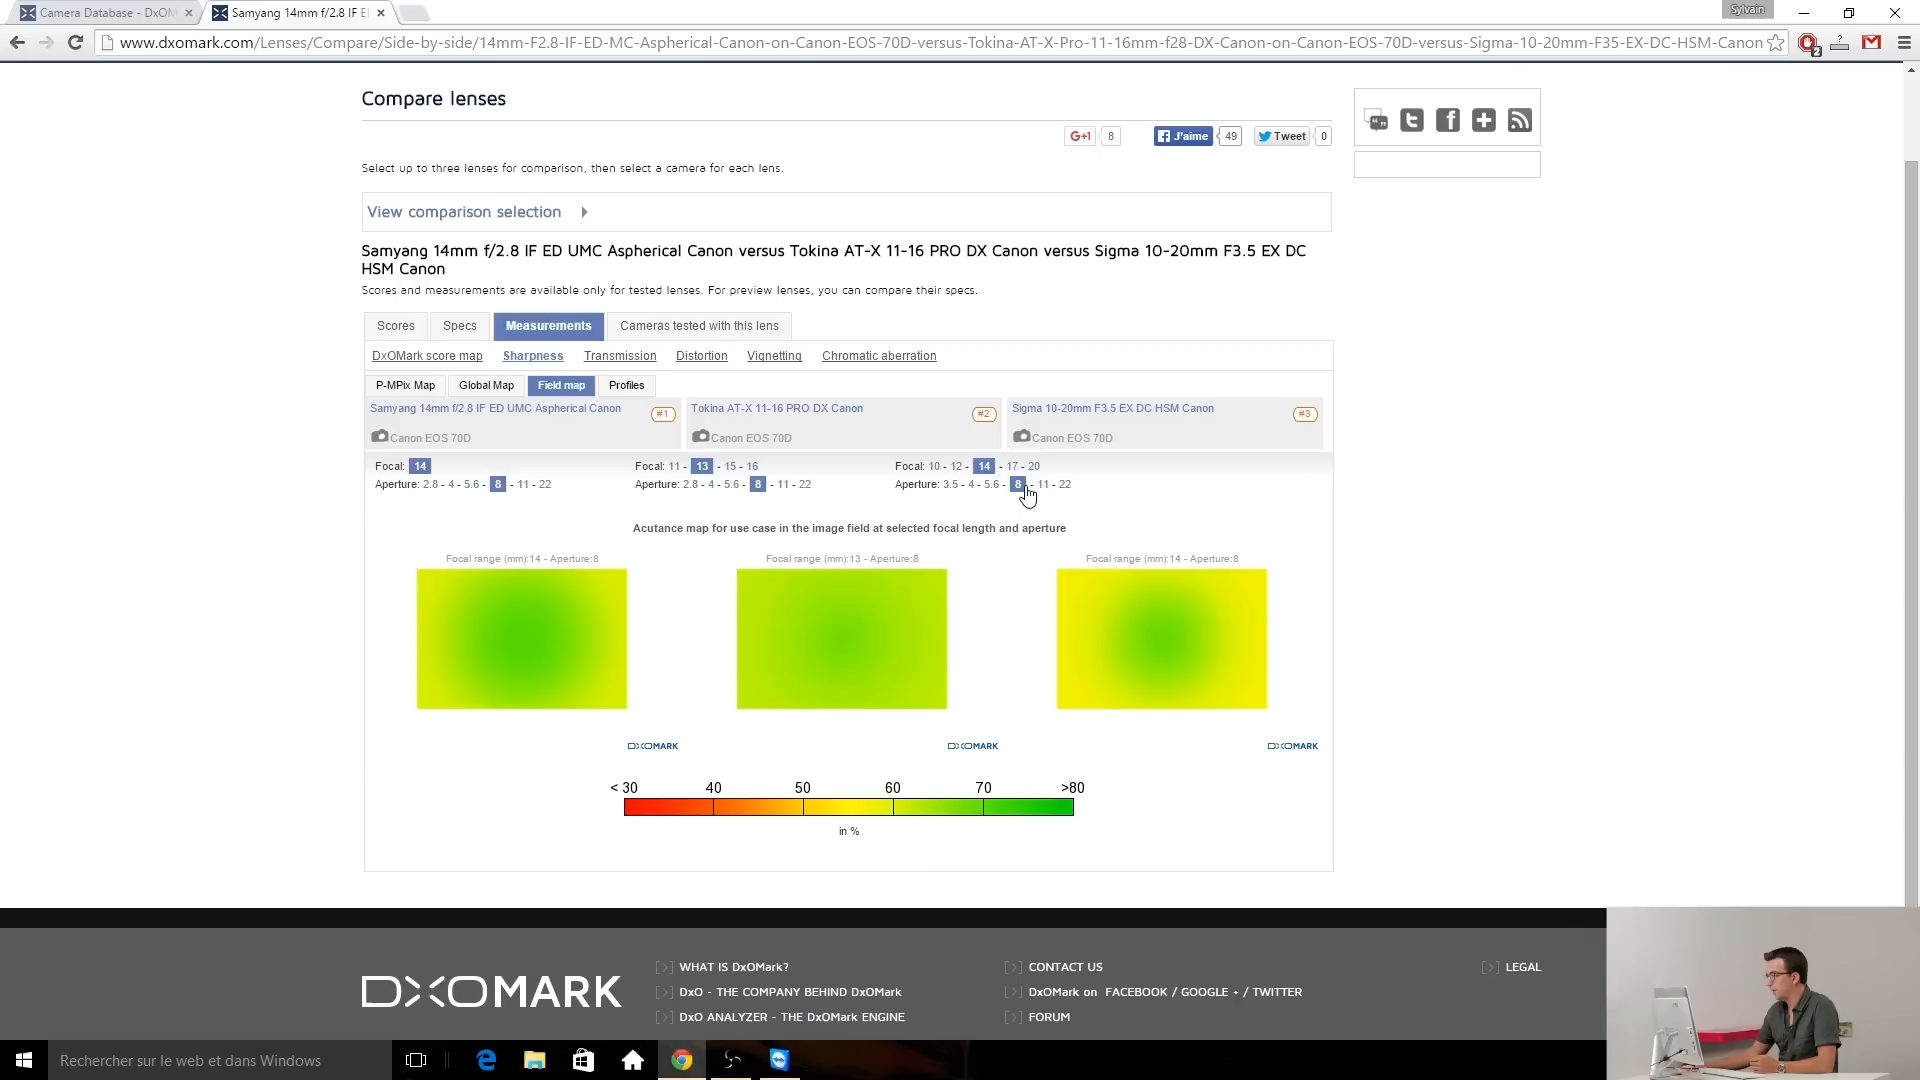 Camera Database - DxOM
Samyang 14mm f/2.8 IF E
Sylvain
www.dxomark.com/Lenses/Compare/Side-by-side/14mm-F2.8-IF-ED-MC-Aspherical-Canon-on-Canon-EOS-70D-versus-Tokina-AT-X-Pro-11-16mm-f28-DX-Canon-on-Canon-EOS-70D-versus-Sigma-10-20mm-F35-EX-DC-HSM-Canon
2
Compare lenses
G+1 8
J'aime 49
Tweet 0
Select up to three lenses for comparison, then select a camera for each lens.
View comparison selection
Samyang 14mm f/2.8 IF ED UMC Aspherical Canon versus Tokina AT-X 11-16 PRO DX Canon versus Sigma 10-20mm F3.5 EX DC
HSM Canon
Scores and measurements are available only for tested lenses. For preview lenses, you can compare their specs.
Scores Specs Measurements Cameras tested with this lens
DxOMark score map Sharpness Transmission Distortion Vignetting Chromatic aberration
P-MPix Map Global Map Field map Profiles
Samyang 14mm f/2.8 IF ED UMC Aspherical Canon #1
Canon EOS 70D
Tokina AT-X 11-16 PRO DX Canon #2
Canon EOS 70D
Sigma 10-20mm F3.5 EX DC HSM Canon #3
Canon EOS 70D
Focal: 14
Aperture: 2.8 - 4 - 5.6 - 8 - 11 - 22
Focal: 11 - 13 - 15 - 16
Aperture: 2.8 - 4 - 5.6 - 8 - 11 - 22
Focal: 10 - 12 - 14 - 17 - 20
Aperture: 3.5 - 4 - 5.6 - 8 - 11 - 22
Acutance map for use case in the image field at selected focal length and aperture
Focal range (mm):14 - Aperture:8
Focal range (mm):13 - Aperture:8
Focal range (mm):14 - Aperture:8
DXOMARK
DXOMARK
DXOMARK
< 30 40 50 60 70 >80
in %
DXOMARK
WHAT IS DxOMark?
DxO - THE COMPANY BEHIND DxOMark
DxO ANALYZER - THE DxOMark ENGINE
CONTACT US
DxOMark on FACEBOOK / GOOGLE + / TWITTER
FORUM
LEGAL
Rechercher sur le web et dans Windows